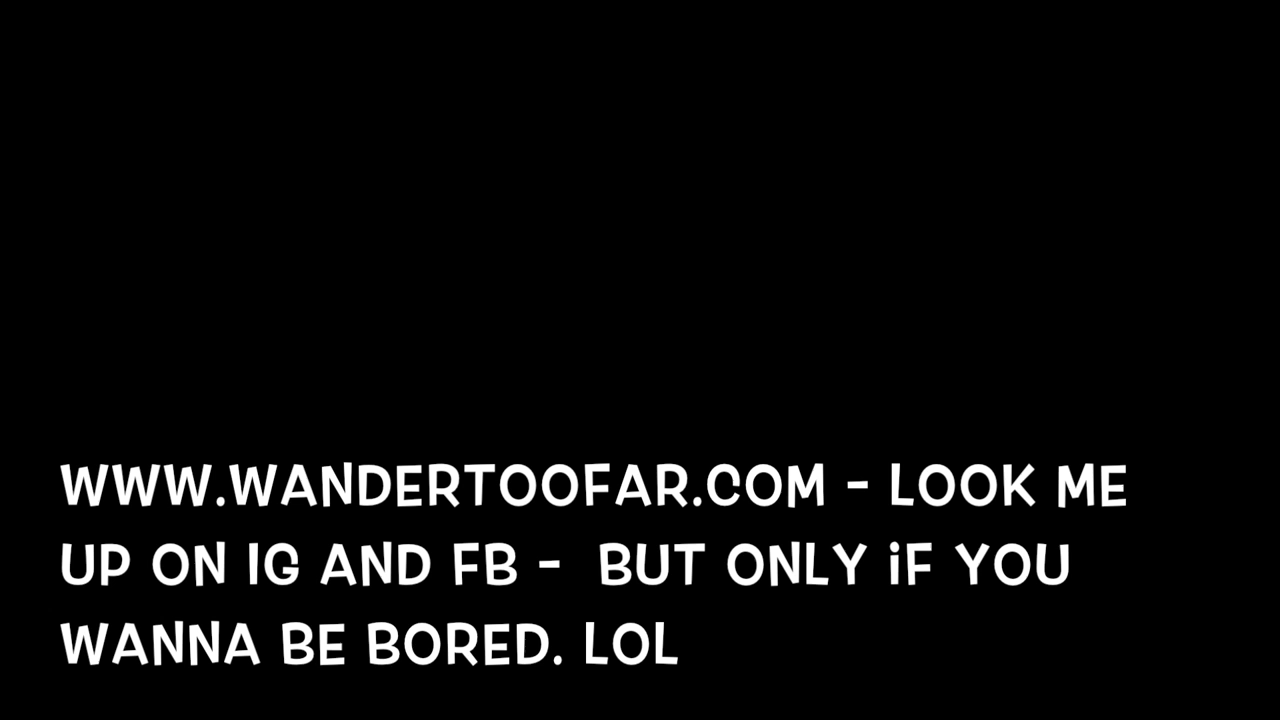 WWW.WANDERTOOFAR.COM - LOOK ME
UP ON IG AND FB -  BUT ONLY iF YOU
WANNA BE BORED. LOL